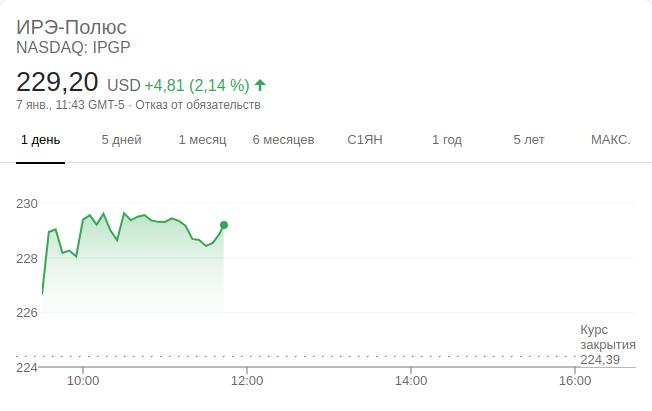 ИРЭ-Полюс
NASDAQ: IPGP
229,20 USD +4,81 (2,14 %)
7 янв., 11:43 GMT-5 · Отказ от обязательств
1 день 5 дней 1 месяц 6 месяцев С1ЯН 1 год 5 лет МАКС.
230
228
226
Курс
закрытия
224,39
224
10:00 12:00 14:00 16:00